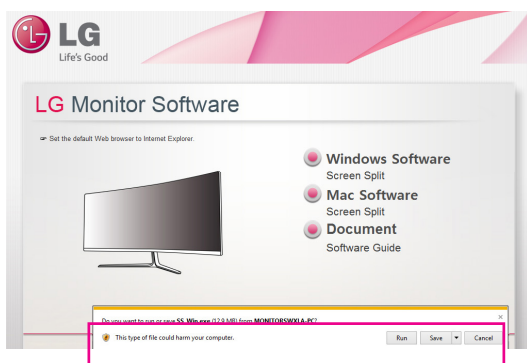 LG
Life's Good
LG Monitor Software
☞ Set the default Web browser to Internet Explorer.
Windows Software
Screen Split
Mac Software
Screen Split
Document
Software Guide
Do you want to run or save SS_Win.exe (12.9 MB) from MONITORSWXLA-PC?
This type of file could harm your computer.
Run Save Cancel